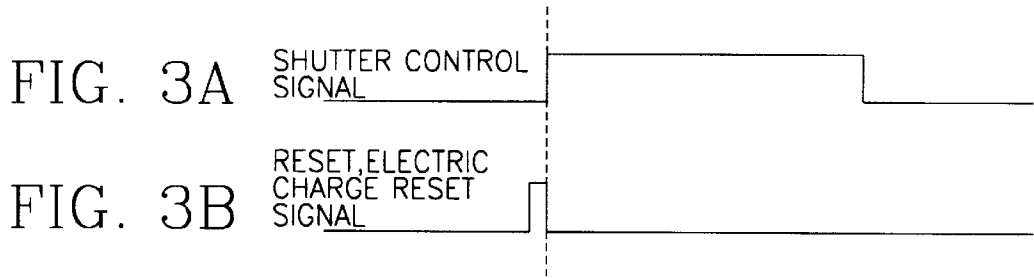 FIG. 3A
SHUTTER CONTROL
SIGNAL
FIG. 3B
RESET,ELECTRIC
CHARGE RESET
SIGNAL